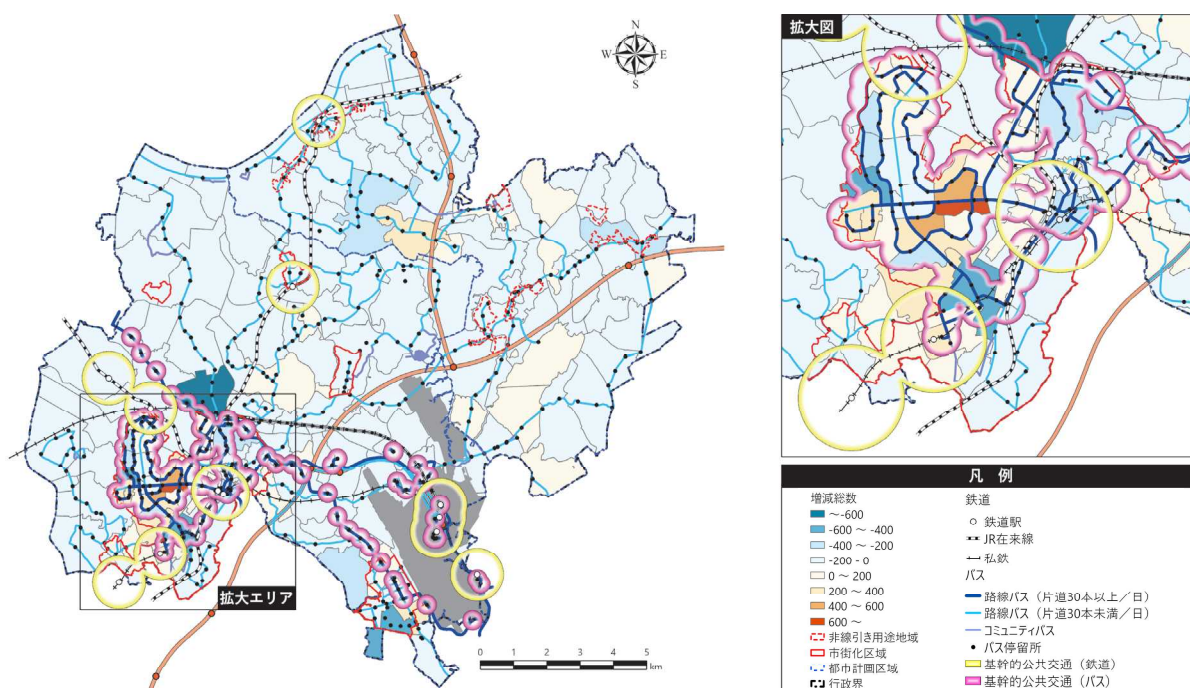 N
W
E
S
拡大エリア
0 1 2 3 4 5
km
拡大図
凡 例
増減総数
～-600
-600 ～ -400
-400 ～ -200
-200 - 0
0 ～ 200
200 ～ 400
400 ～ 600
600 ～
非線引き用途地域
市街化区域
都市計画区域
行政界
鉄道
鉄道駅
JR在来線
私鉄
バス
路線バス（片道30本以上／日）
路線バス（片道30本未満／日）
コミュニティバス
バス停留所
基幹的公共交通（鉄道）
基幹的公共交通（バス）